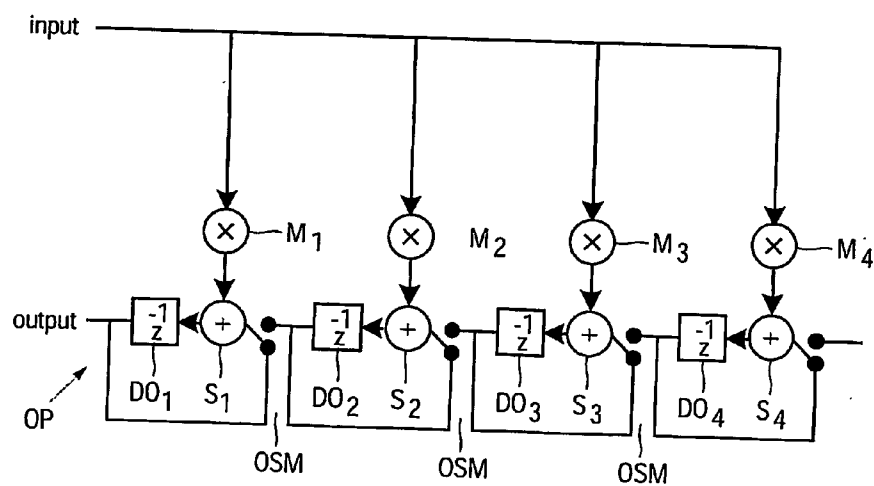 input
× M1 × M2 × M3 × M4
output -1 z + -1 z + -1 z + -1 z +
DO1 S1 DO2 S2 DO3 S3 DO4 S4
OP OSM OSM OSM